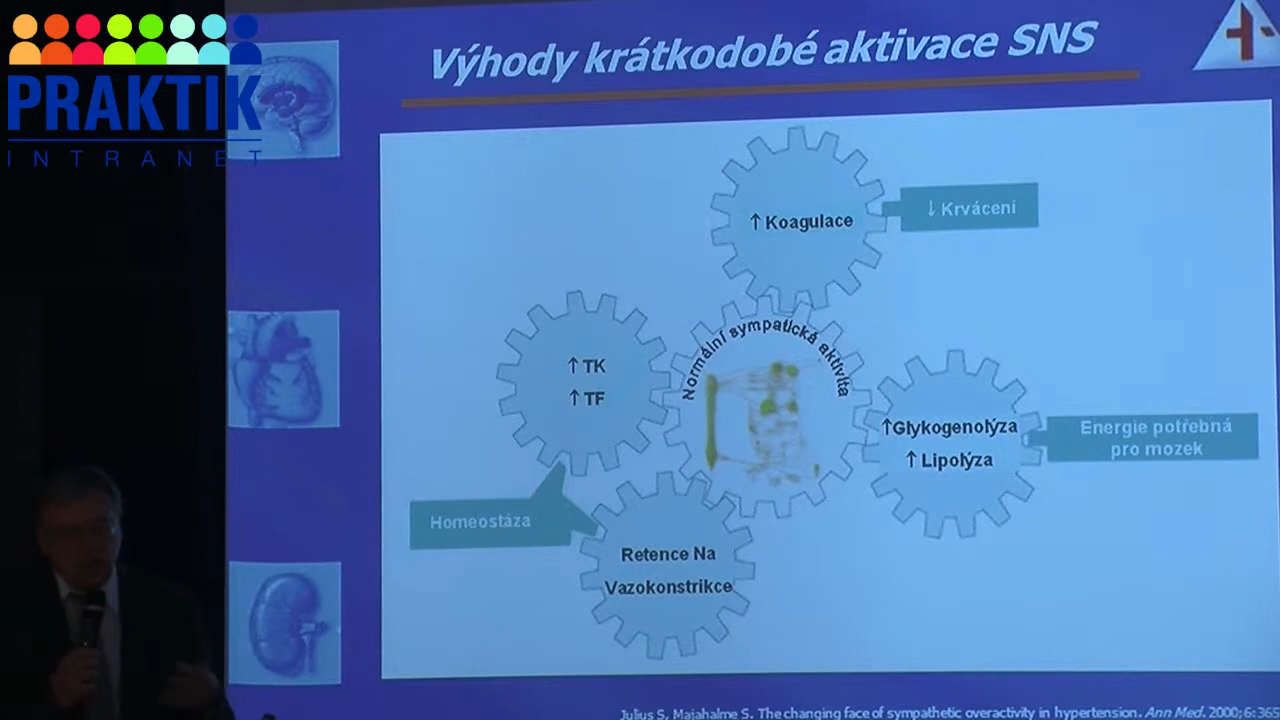 PRAKTIK
INTRANET
Výhody krátkodobé aktivace SNS
↑ Koagulace
↓ Krvácení
Normální sympatická aktivita
↑ TK
↑ TF
↑Glykogenolýza
↑ Lipolýza
Energie potřebná
pro mozek
Homeostáza
Retence Na
Vazokonstrikce
Julius S, Majahalme S. The changing face of sympathetic overactivity in hypertension. Ann Med. 2000;6:365